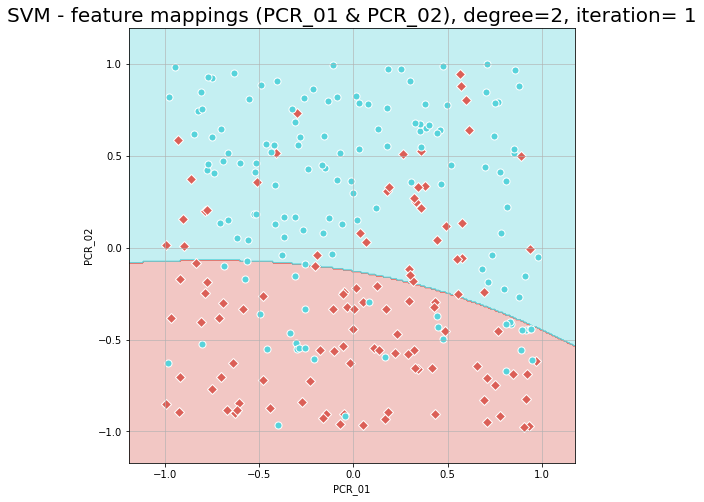 SVM - feature mappings (PCR_01 & PCR_02), degree=2, iteration= 1
1.0
0.5
0.0
−0.5
−1.0
PCR_02
−1.0 −0.5 0.0 0.5 1.0
PCR_01